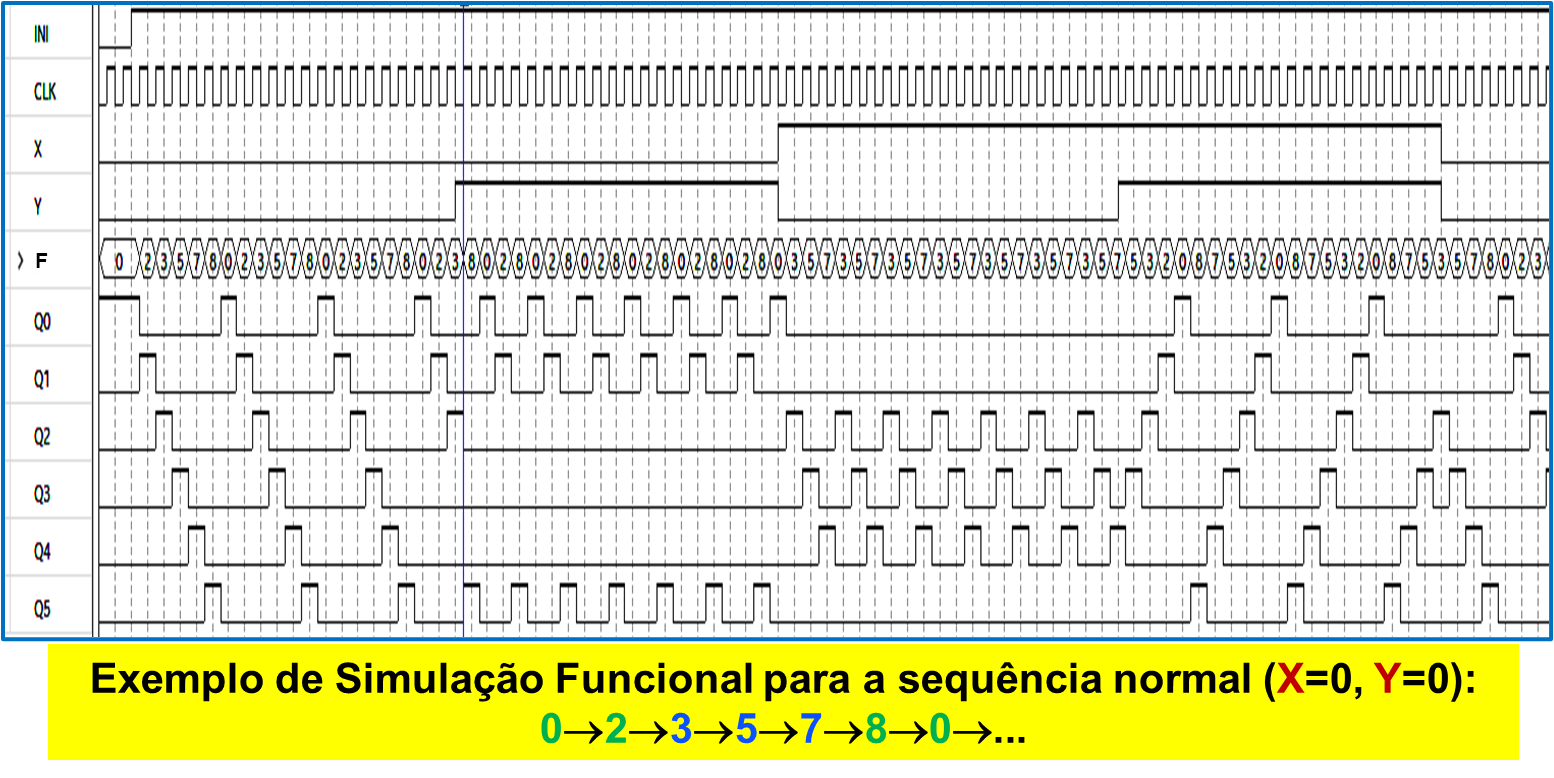 INI
CLK
X
Y
> F 0 2 3 5 7 8 0 2 3 5 7 8 0 2 3 5 7 8 0 2 3 8 0 2 8 0 2 8 0 2 8 0 2 8 0 2 8 0 2 8 0 3 5 7 3 5 7 3 5 7 3 5 7 3 5 7 3 5 7 3 5 7 5 3 2 0 8 7 5 3 2 0 8 7 5 3 2 0 8 7 5 3 5 7 8 0 2 3
Q0
Q1
Q2
Q3
Q4
Q5
Exemplo de Simulação Funcional para a sequência normal (X=0, Y=0):
0→2→3→5→7→8→0→...